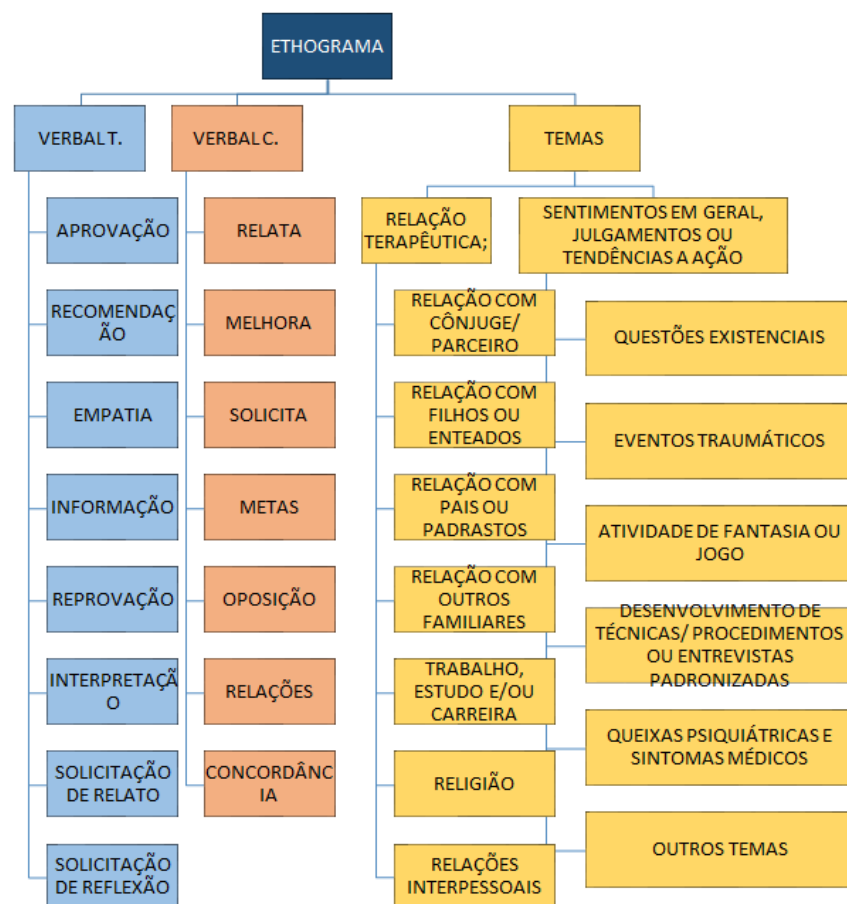 ETHOGRAMA
VERBAL T.
APROVAÇÃO
RECOMENDAÇ
ÃO
EMPATIA
INFORMAÇÃO
REPROVAÇÃO
INTERPRETAÇÃ
O
SOLICITAÇÃO
DE RELATO
SOLICITAÇÃO
DE REFLEXÃO
VERBAL C.
RELATA
MELHORA
SOLICITA
METAS
OPOSIÇÃO
RELAÇÕES
CONCORDÂNC
IA
TEMAS
RELAÇÃO
TERAPÊUTICA;
RELAÇÃO COM
CÔNJUGE/
PARCEIRO
RELAÇÃO COM
FILHOS OU
ENTEADOS
RELAÇÃO COM
PAIS OU
PADRASTOS
RELAÇÃO COM
OUTROS
FAMILIARES
TRABALHO,
ESTUDO E/OU
CARREIRA
RELIGIÃO
RELAÇÕES
INTERPESSOAIS
SENTIMENTOS EM GERAL,
JULGAMENTOS OU
TENDÊNCIAS A AÇÃO
QUESTÕES EXISTENCIAIS
EVENTOS TRAUMÁTICOS
ATIVIDADE DE FANTASIA OU
JOGO
DESENVOLVIMENTO DE
TÉCNICAS/ PROCEDIMENTOS
OU ENTREVISTAS
PADRONIZADAS
QUEIXAS PSIQUIÁTRICAS E
SINTOMAS MÉDICOS
OUTROS TEMAS